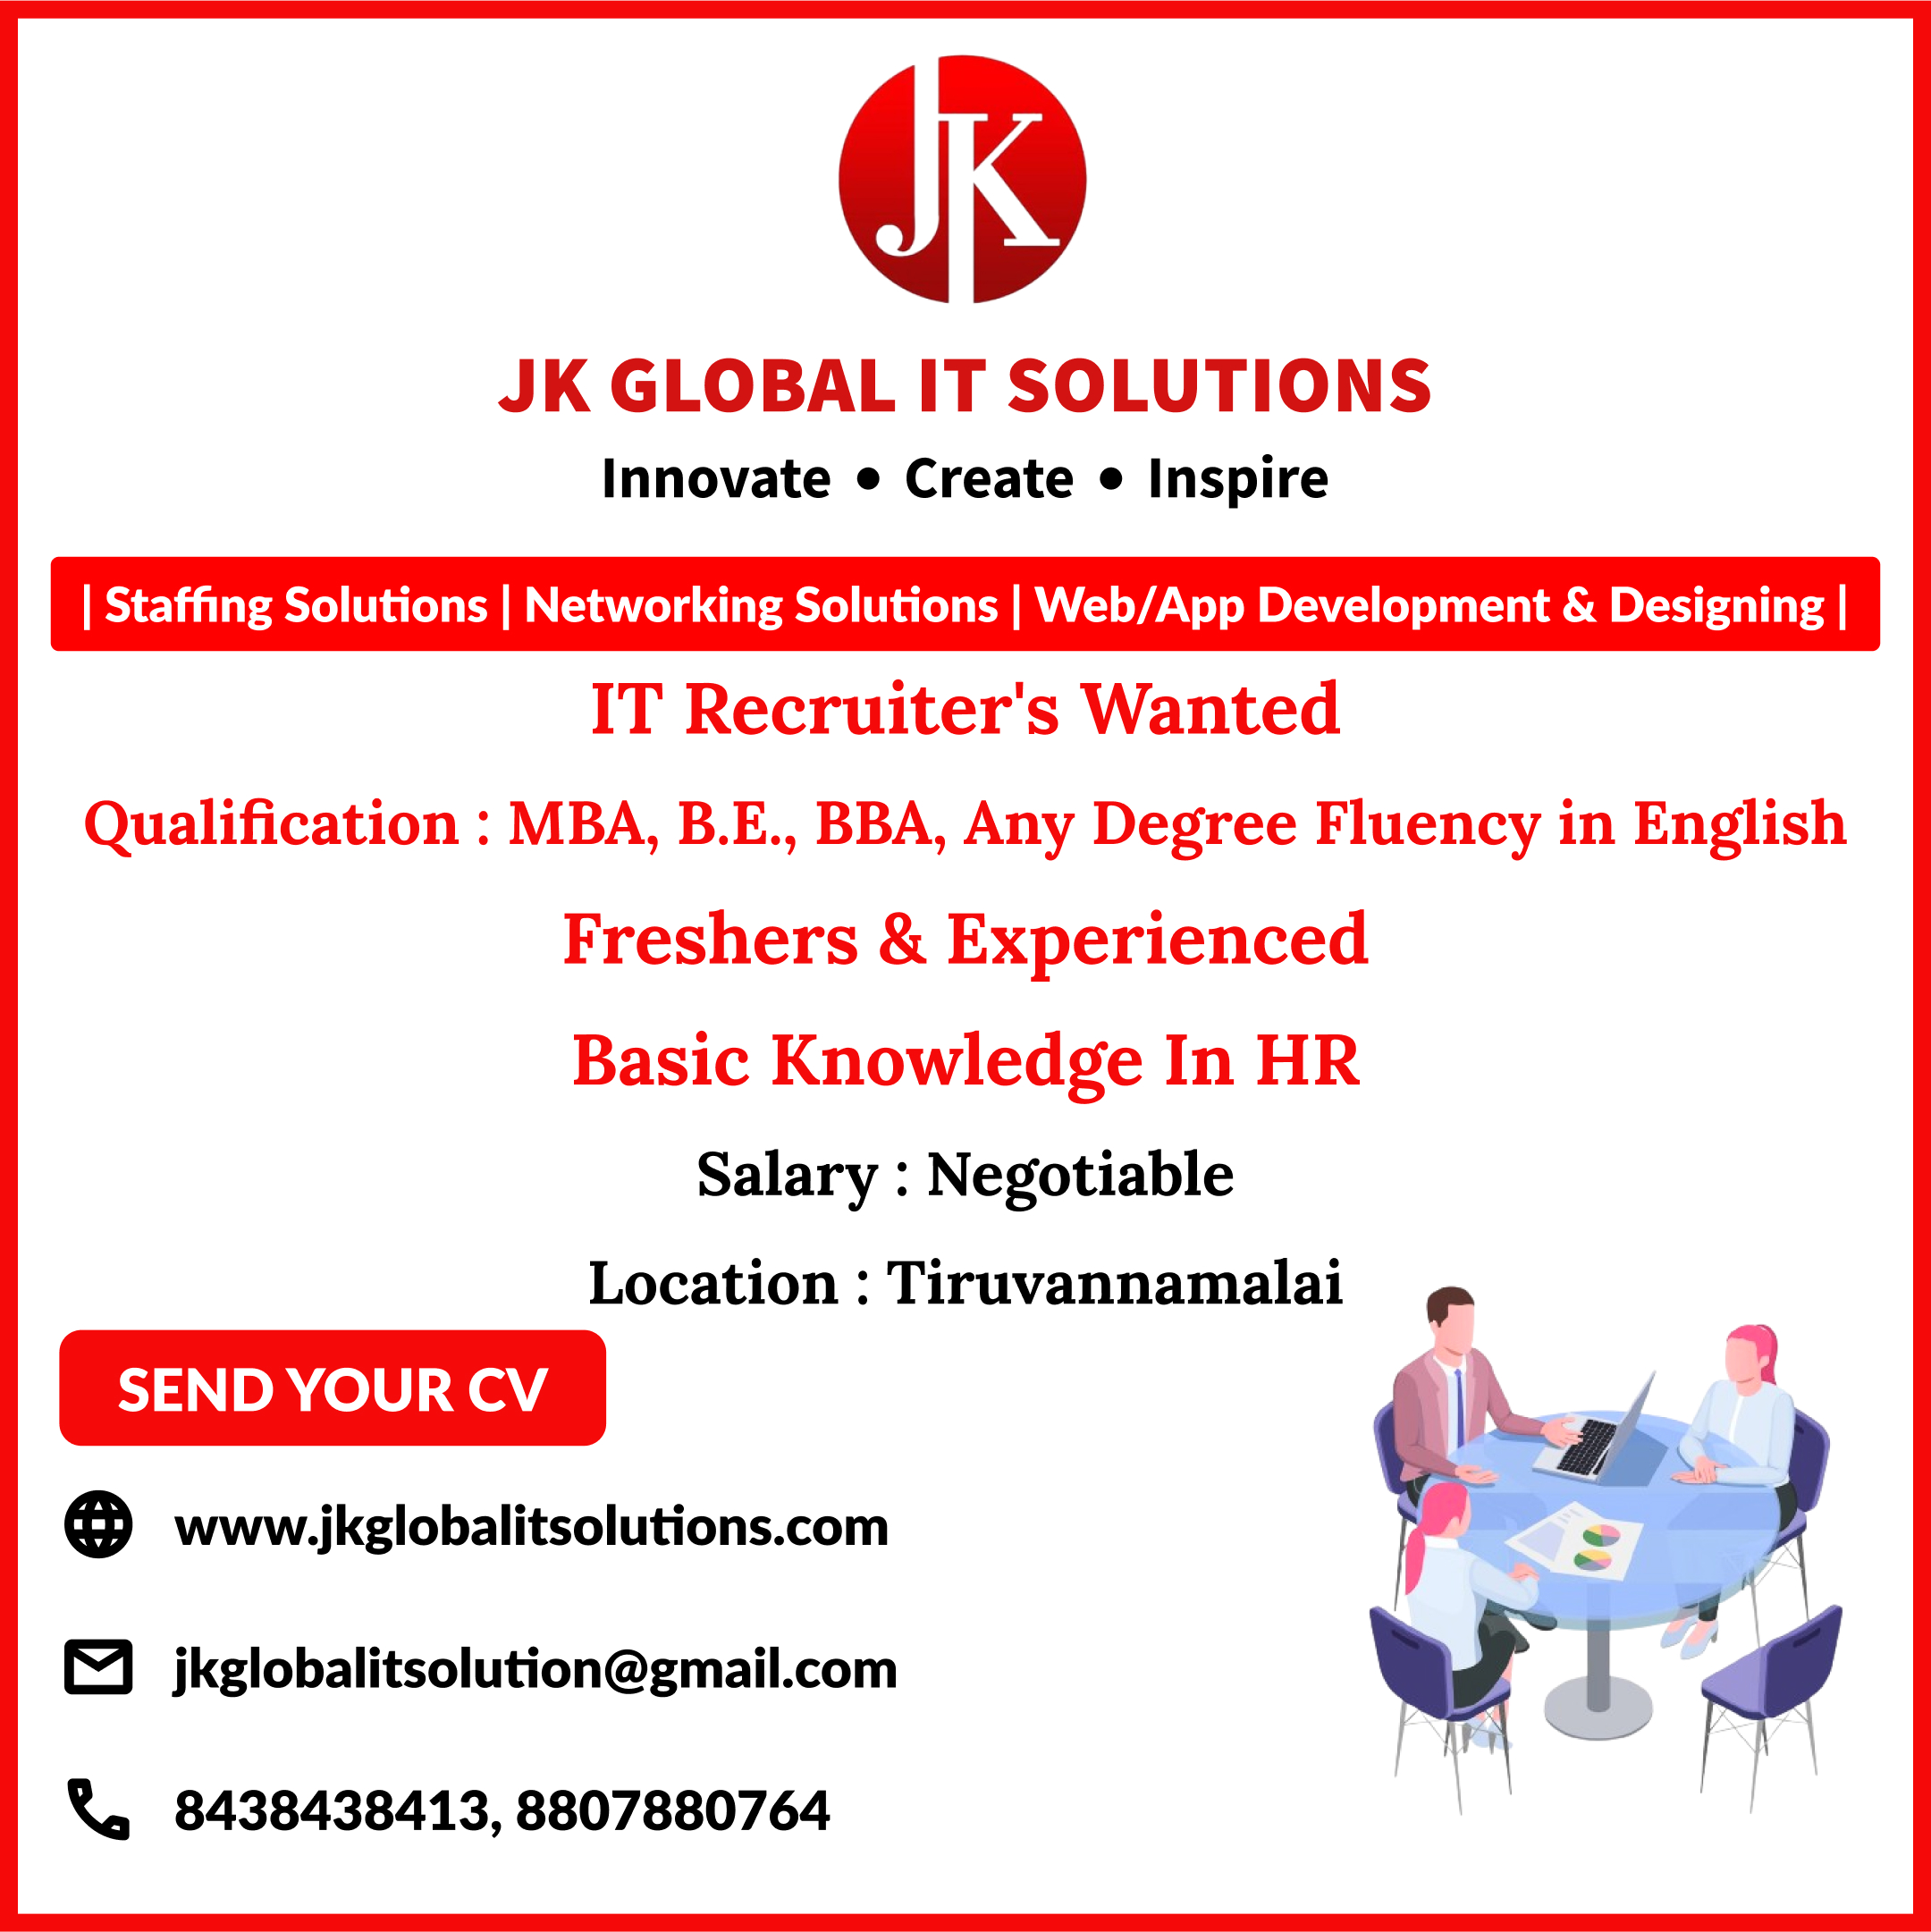 JK
JK GLOBAL IT SOLUTIONS
Innovate • Create • Inspire
| Staffing Solutions | Networking Solutions | Web/App Development & Designing |
IT Recruiter's Wanted
Qualification : MBA, B.E., BBA, Any Degree Fluency in English
Freshers & Experienced
Basic Knowledge In HR
Salary : Negotiable
Location : Tiruvannamalai
SEND YOUR CV
www.jkglobalitsolutions.com
jkglobalitsolution@gmail.com
8438438413, 8807880764